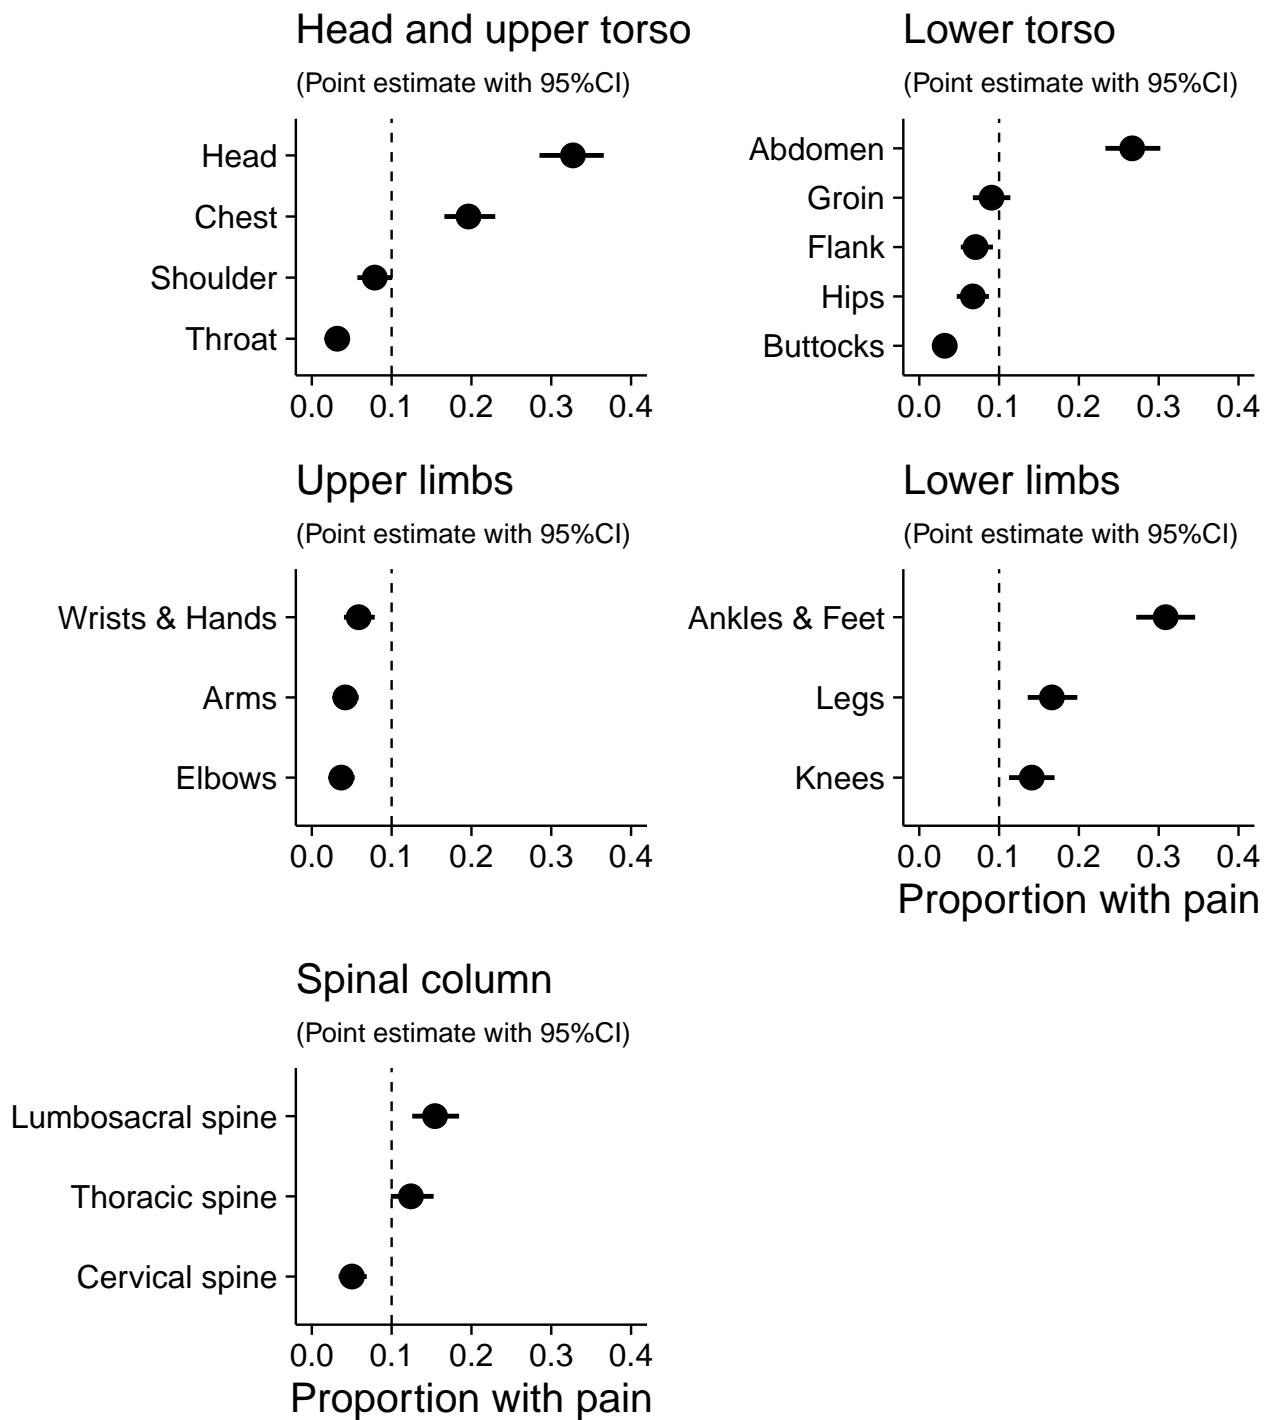 Head and upper torso
(Point estimate with 95%CI)
Head
Chest
Shoulder
Throat
0.0 0.1 0.2 0.3 0.4
Lower torso
(Point estimate with 95%CI)
Abdomen
Groin
Flank
Hips
Buttocks
0.0 0.1 0.2 0.3 0.4
Upper limbs
(Point estimate with 95%CI)
Wrists & Hands
Arms
Elbows
0.0 0.1 0.2 0.3 0.4
Lower limbs
(Point estimate with 95%CI)
Ankles & Feet
Legs
Knees
0.0 0.1 0.2 0.3 0.4
Proportion with pain
Spinal column
(Point estimate with 95%CI)
Lumbosacral spine
Thoracic spine
Cervical spine
0.0 0.1 0.2 0.3 0.4
Proportion with pain